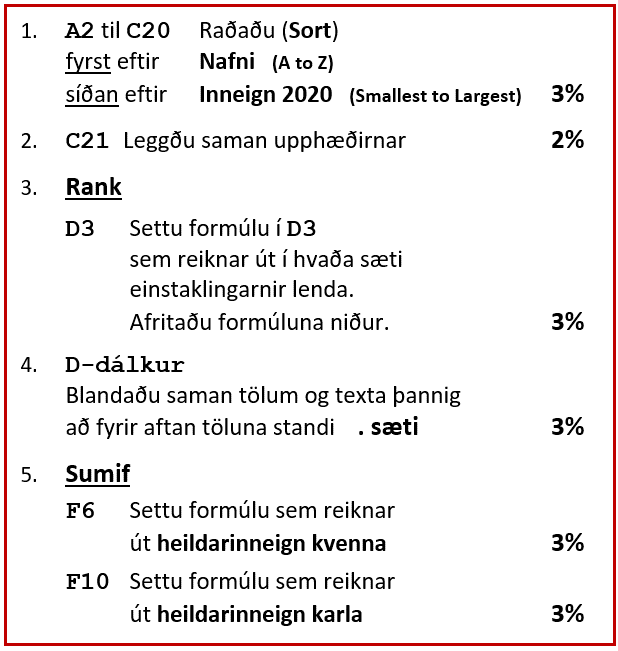 1. A2 til C20 Raðaðu (Sort)
fyrst eftir Nafni (A to Z)
síðan eftir Inneign 2020 (Smallest to Largest) 3%
2. C21 Leggðu saman upphæðirnar 2%
3. Rank
D3 Settu formúlu í D3
sem reiknar út í hvaða sæti
einstaklingarnir lenda.
Afritaðu formúluna niður. 3%
4. D-dálkur
Blandaðu saman tölum og texta þannig
að fyrir aftan töluna standi . sæti 3%
5. Sumif
F6 Settu formúlu sem reiknar
út heildarinneign kvenna 3%
F10 Settu formúlu sem reiknar
út heildarinneign karla 3%